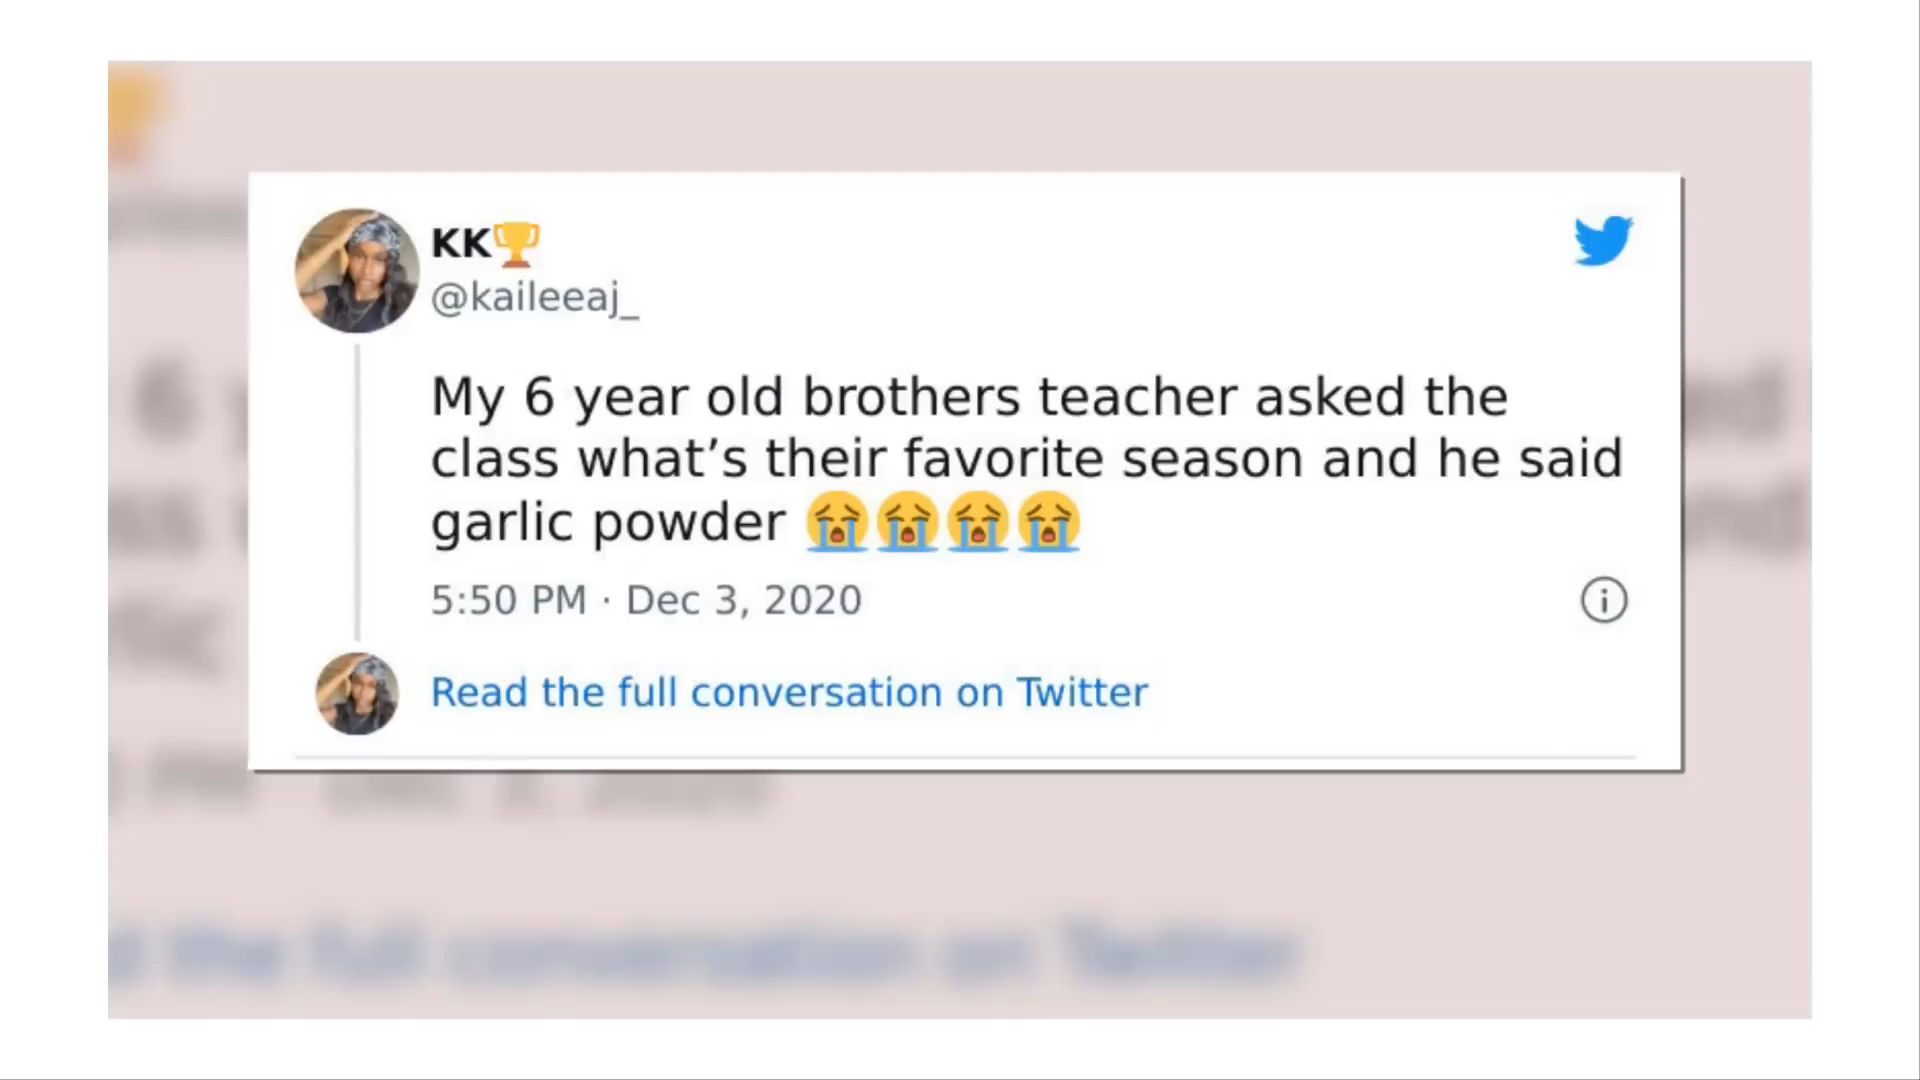 KK🏆
@kaileeaj_
My 6 year old brothers teacher asked the
class what’s their favorite season and he said
garlic powder 😭😭😭😭
5:50 PM · Dec 3, 2020
Read the full conversation on Twitter